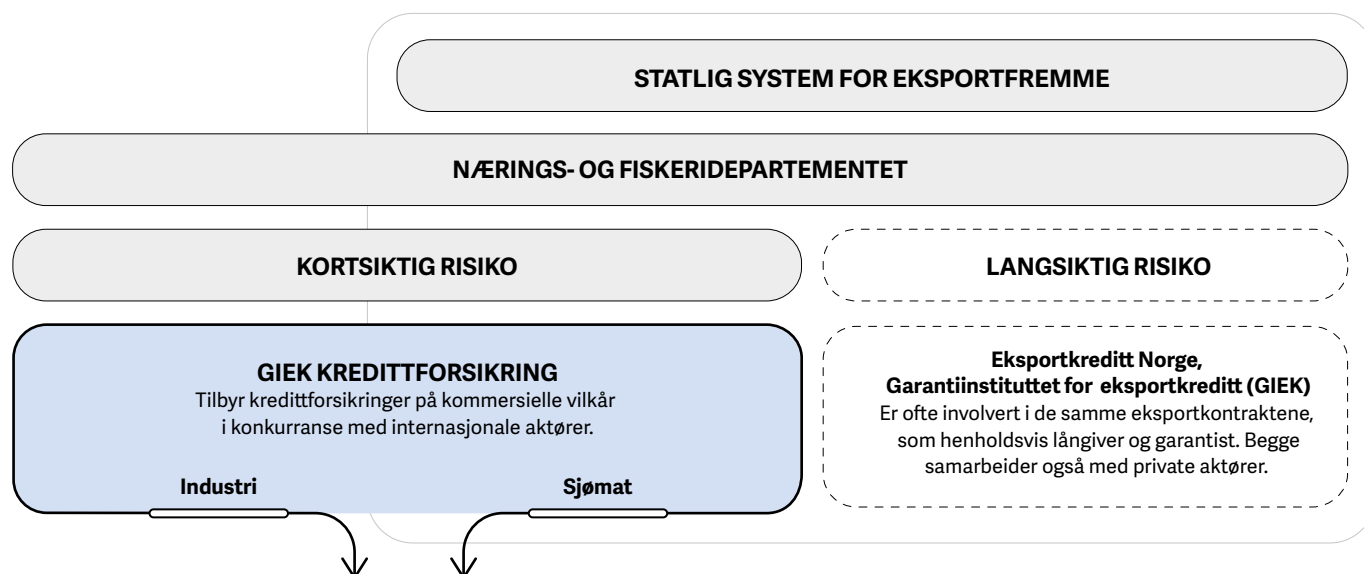 STATLIG SYSTEM FOR EKSPORTFREMME
NÆRINGS- OG FISKERIDEPARTEMENTET
KORTSIKTIG RISIKO
LANGSIKTIG RISIKO
GIEK KREDITTFORSIKRING
Tilbyr kredittforsikringer på kommersielle vilkår
i konkurranse med internasjonale aktører.
Industri
Sjømat
Eksportkreditt Norge,
Garantiinstituttet for eksportkreditt (GIEK)
Er ofte involvert i de samme eksportkontraktene,
som henholdsvis långiver og garantist. Begge
samarbeider også med private aktører.